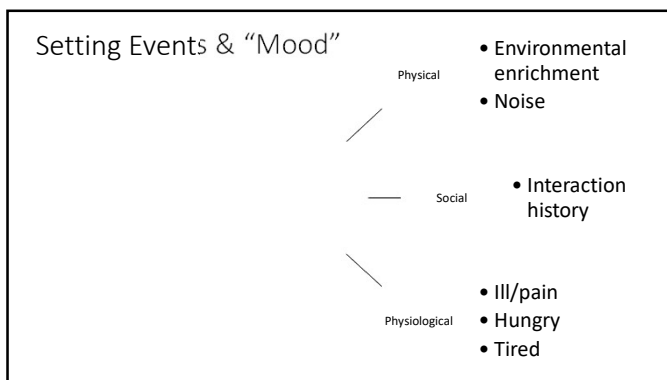 Setting Events & “Mood”
Physical
• Environmental
enrichment
• Noise
Social
• Interaction
history
Physiological
• Ill/pain
• Hungry
• Tired